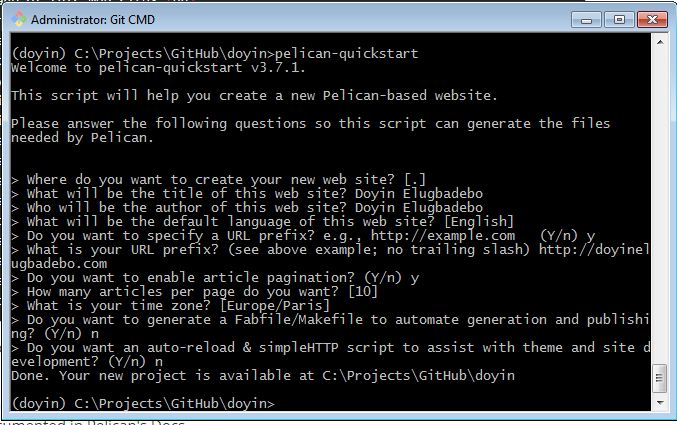 Administrator: Git CMD
(doyin) C:\Projects\GitHub\doyin>pelican-quickstart
Welcome to pelican-quickstart v3.7.1.
This script will help you create a new Pelican-based website.
Please answer the following questions so this script can generate the files
needed by Pelican.
> Where do you want to create your new web site? [.]
> What will be the title of this web site? Doyin Elugbadebo
> Who will be the author of this web site? Doyin Elugbadebo
> What will be the default language of this web site? [English]
> Do you want to specify a URL prefix? e.g., http://example.com   (Y/n) y
> What is your URL prefix? (see above example; no trailing slash) http://doyinel
ugbadebo.com
> Do you want to enable article pagination? (Y/n) y
> How many articles per page do you want? [10]
> What is your time zone? [Europe/Paris]
> Do you want to generate a Fabfile/Makefile to automate generation and publishi
ng? (Y/n) n
> Do you want an auto-reload & simpleHTTP script to assist with theme and site d
evelopment? (Y/n) n
Done. Your new project is available at C:\Projects\GitHub\doyin
(doyin) C:\Projects\GitHub\doyin>
in Pelican's Docs